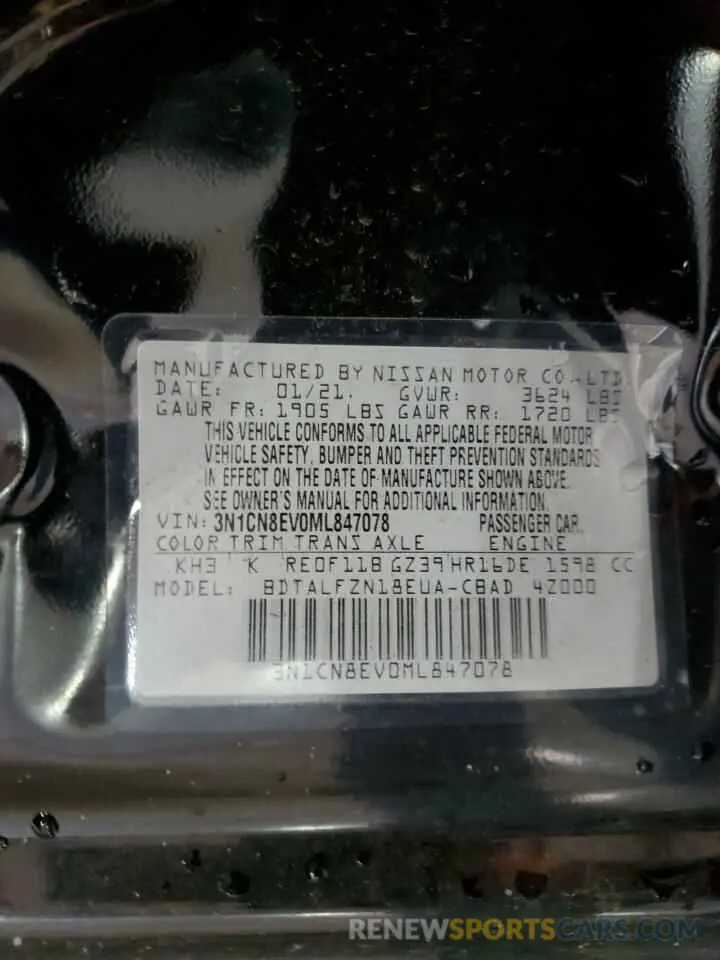 MANUFACTURED BY NISSAN MOTOR CO.,LTD.
DATE: 01/21. GVWR: 3624 LBS
GAWR FR: 1905 LBS GAWR RR: 1720 LBS
THIS VEHICLE CONFORMS TO ALL APPLICABLE FEDERAL MOTOR
VEHICLE SAFETY, BUMPER AND THEFT PREVENTION STANDARDS
IN EFFECT ON THE DATE OF MANUFACTURE SHOWN ABOVE.
SEE OWNER'S MANUAL FOR ADDITIONAL INFORMATION.
VIN: 3N1CN8EV0ML847078 PASSENGER CAR
COLOR TRIM TRANS AXLE ENGINE
KH3 K RE0F11B GZ39 HR16DE 1598 CC
MODEL: BDTALFZN18EUA-CBAD 4Z000
3N1CN8EV0ML847078
RENEWSPORTSCARS.COM